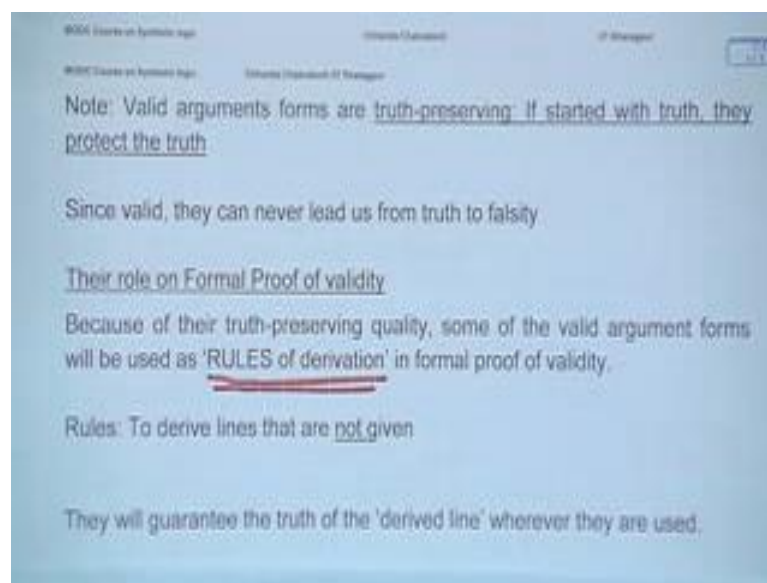 Note: Valid arguments forms are truth-preserving: If started with truth, they
protect the truth
Since valid, they can never lead us from truth to falsity
Their role on Formal Proof of validity
Because of their truth-preserving quality, some of the valid argument forms
will be used as 'RULES of derivation' in formal proof of validity.
Rules: To derive lines that are not given
They will guarantee the truth of the 'derived line' wherever they are used.